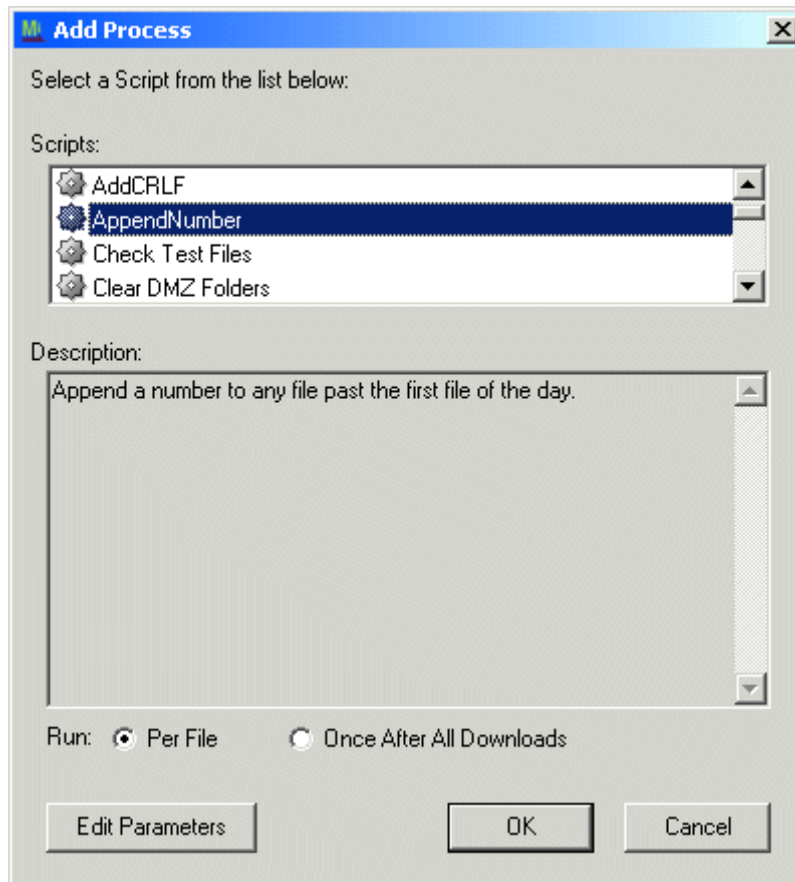 Add Process
Select a Script from the list below:
Scripts:
AddCRLF
AppendNumber
Check Test Files
Clear DMZ Folders
Description:
Append a number to any file past the first file of the day.
Run: Per File Once After All Downloads
Edit Parameters OK Cancel